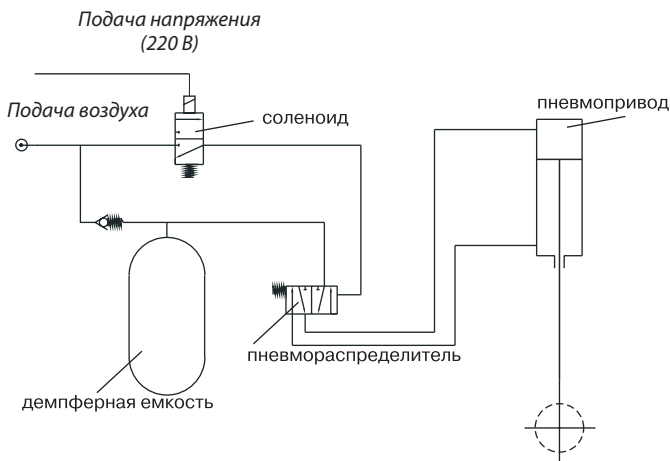 Подача напряжения
(220 В)
Подача воздуха
соленоид
пневмопривод
пневмораспределитель
демпферная емкость